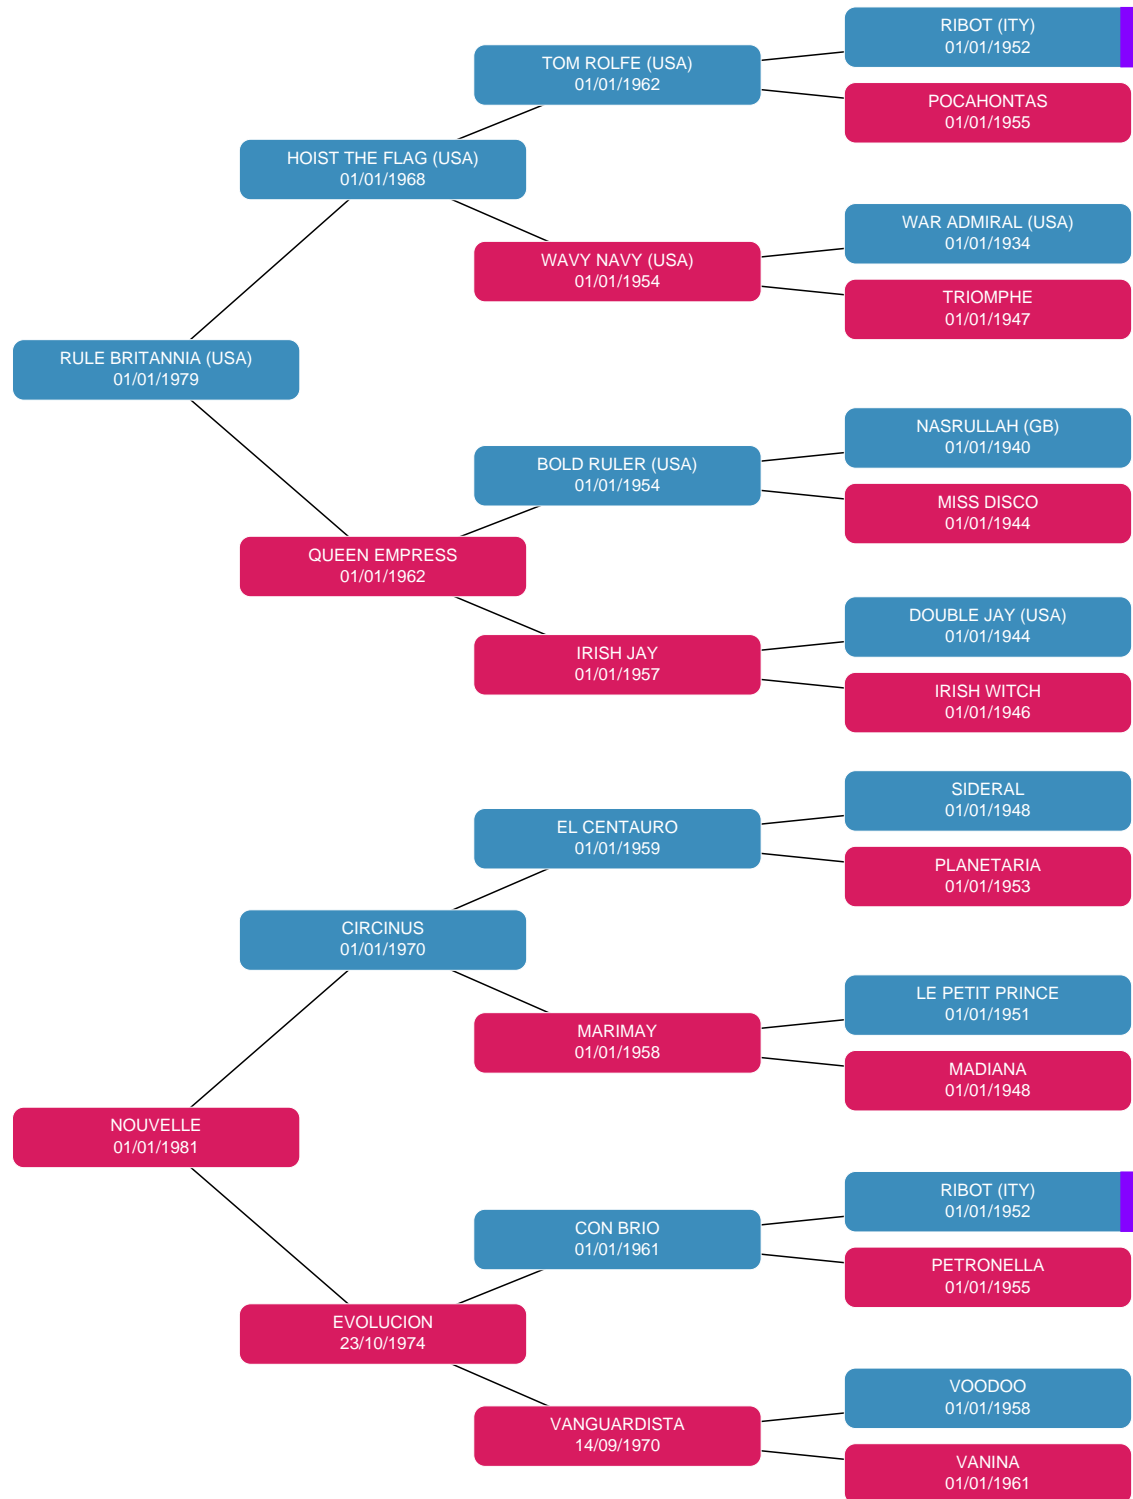 RIBOT (ITY)
01/01/1952
TOM ROLFE (USA)
01/01/1962
POCAHONTAS
01/01/1955
HOIST THE FLAG (USA)
01/01/1968
WAR ADMIRAL (USA)
01/01/1934
WAVY NAVY (USA)
01/01/1954
TRIOMPHE
01/01/1947
RULE BRITANNIA (USA)
01/01/1979
NASRULLAH (GB)
01/01/1940
BOLD RULER (USA)
01/01/1954
MISS DISCO
01/01/1944
QUEEN EMPRESS
01/01/1962
DOUBLE JAY (USA)
01/01/1944
IRISH JAY
01/01/1957
IRISH WITCH
01/01/1946
SIDERAL
01/01/1948
EL CENTAURO
01/01/1959
PLANETARIA
01/01/1953
CIRCINUS
01/01/1970
LE PETIT PRINCE
01/01/1951
MARIMAY
01/01/1958
MADIANA
01/01/1948
NOUVELLE
01/01/1981
RIBOT (ITY)
01/01/1952
CON BRIO
01/01/1961
PETRONELLA
01/01/1955
EVOLUCION
23/10/1974
VOODOO
01/01/1958
VANGUARDISTA
14/09/1970
VANINA
01/01/1961